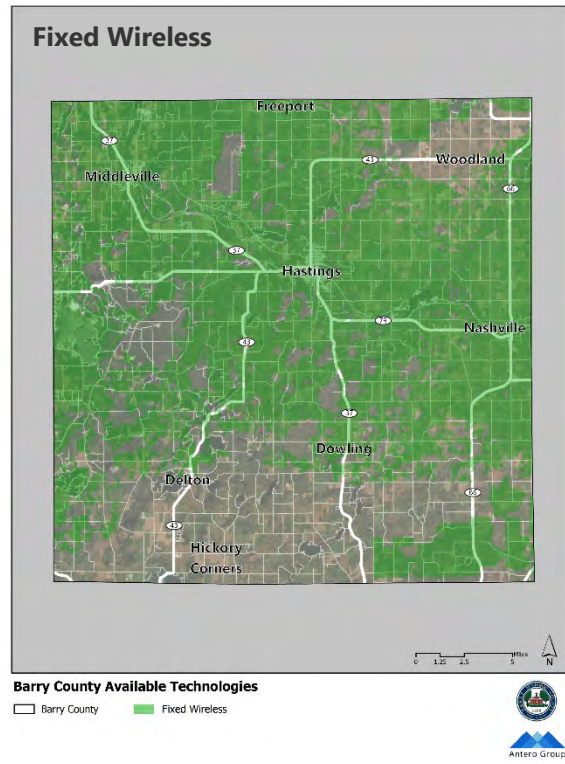 Fixed Wireless
Freeport
37
43
Woodland
Middleville
66
37
Hastings
79
Nashville
43
37
Dowling
Delton
66
43
Hickory
Corners
Miles
0 1.25 2.5 5
N
Barry County Available Technologies
Barry County
Fixed Wireless
Antero Group